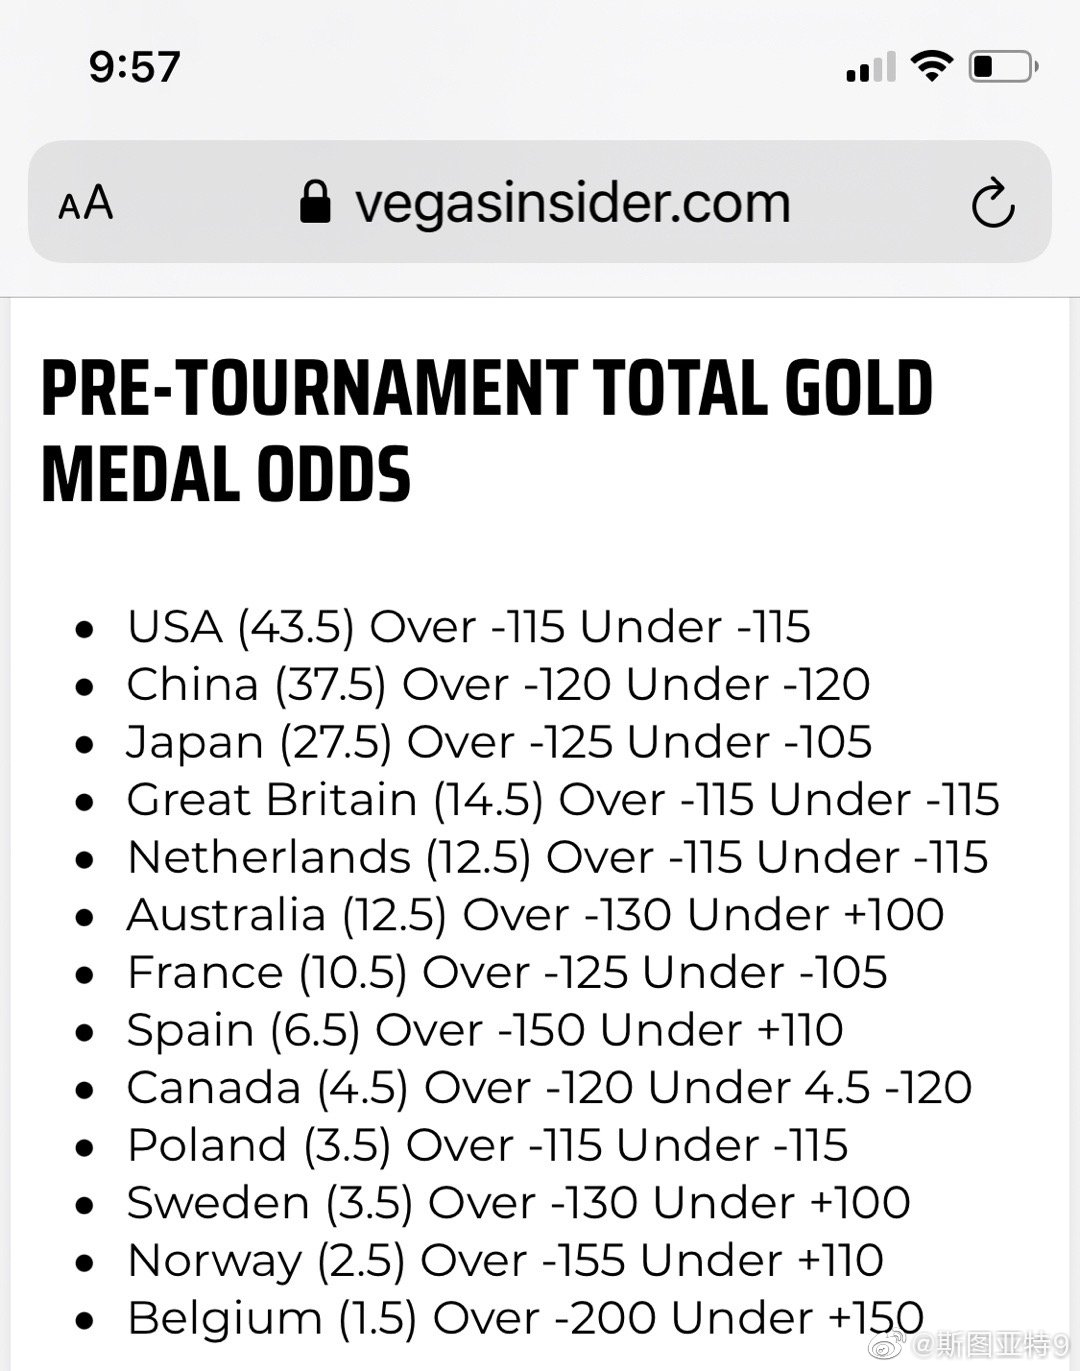 9:57
AA vegasinsider.com
PRE-TOURNAMENT TOTAL GOLD
MEDAL ODDS
• USA (43.5) Over -115 Under -115
• China (37.5) Over -120 Under -120
• Japan (27.5) Over -125 Under -105
• Great Britain (14.5) Over -115 Under -115
• Netherlands (12.5) Over -115 Under -115
• Australia (12.5) Over -130 Under +100
• France (10.5) Over -125 Under -105
• Spain (6.5) Over -150 Under +110
• Canada (4.5) Over -120 Under 4.5 -120
• Poland (3.5) Over -115 Under -115
• Sweden (3.5) Over -130 Under +100
• Norway (2.5) Over -155 Under +110
• Belgium (1.5) Over -200 Under +150
@斯图亚特9